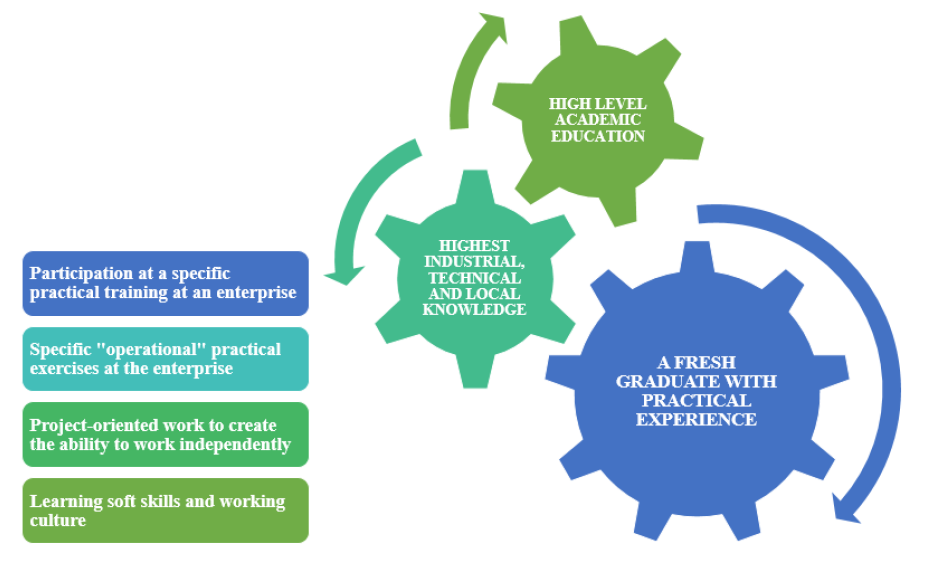 HIGH LEVEL
ACADEMIC
EDUCATION
HIGHEST
INDUSTRIAL,
TECHNICAL
AND LOCAL
KNOWLEDGE
A FRESH
GRADUATE WITH
PRACTICAL
EXPERIENCE
Participation at a specific
practical training at an enterprise
Specific "operational" practical
exercises at the enterprise
Project-oriented work to create
the ability to work independently
Learning soft skills and working
culture